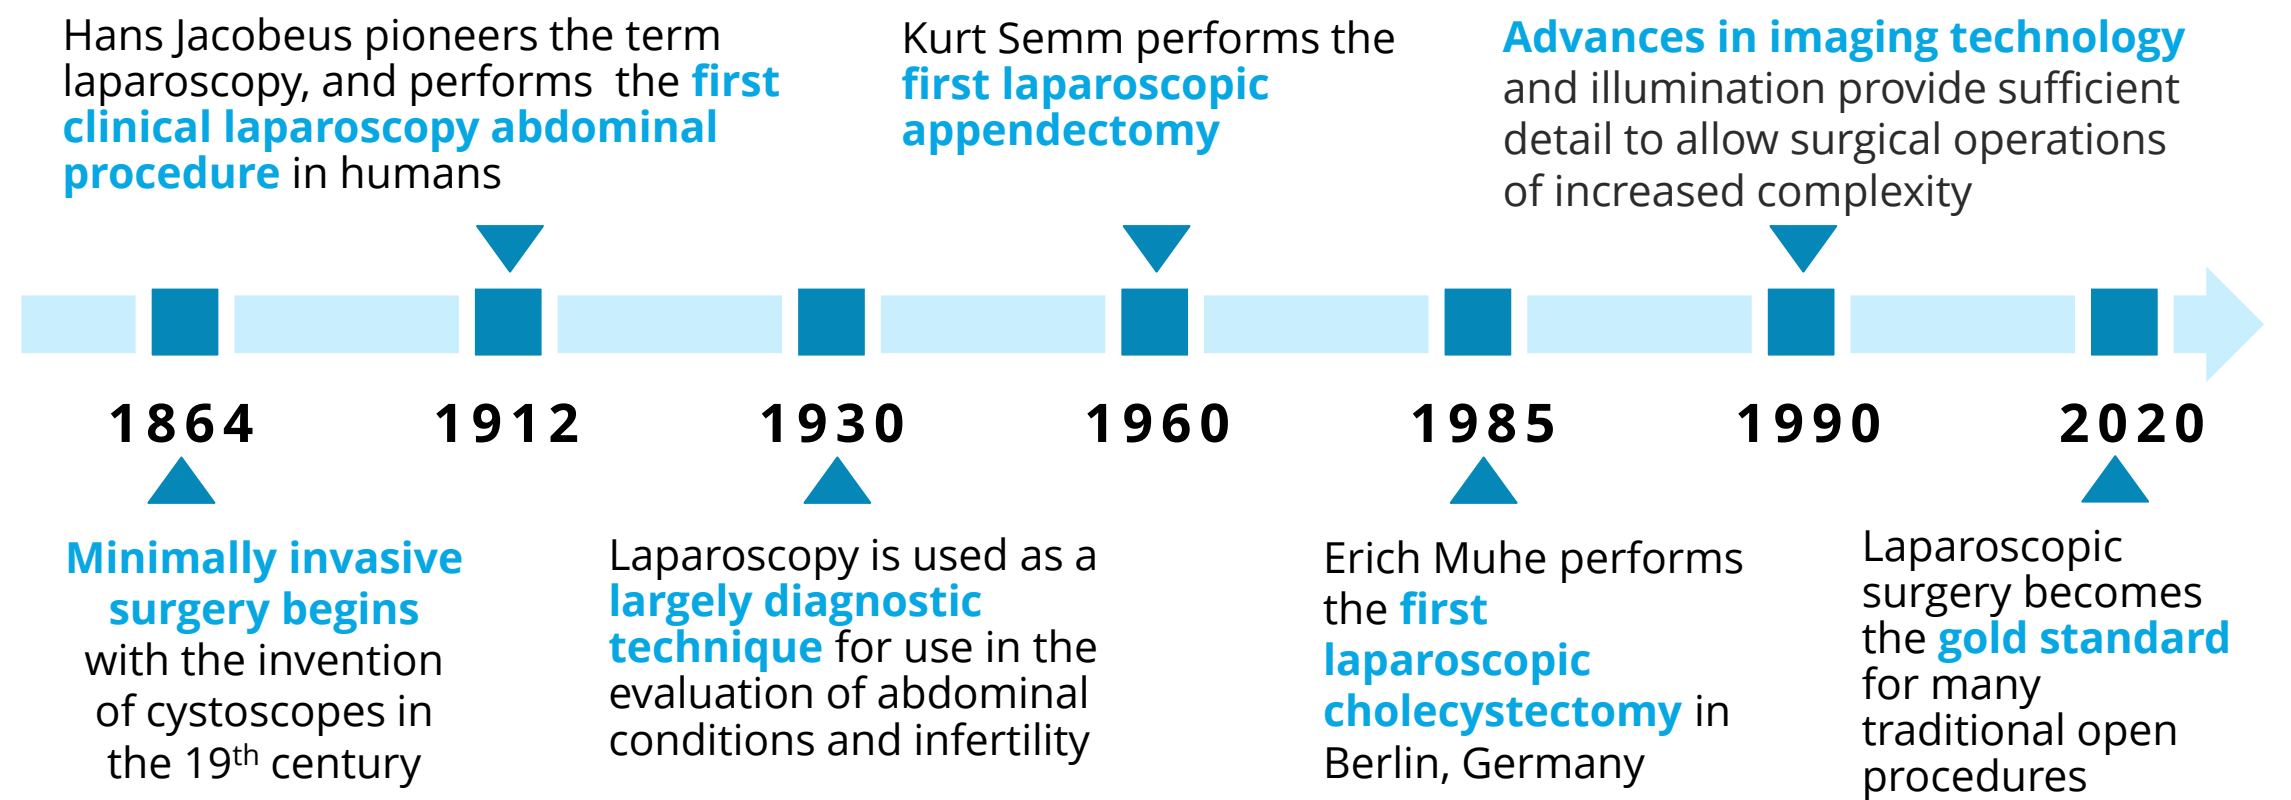 Hans Jacobeus pioneers the term
laparoscopy, and performs the first
clinical laparoscopy abdominal
procedure in humans
Kurt Semm performs the
first laparoscopic
appendectomy
Advances in imaging technology
and illumination provide sufficient
detail to allow surgical operations
of increased complexity
1864 1912 1930 1960 1985 1990 2020
Minimally invasive
surgery begins
with the invention
of cystoscopes in
the 19th century
Laparoscopy is used as a
largely diagnostic
technique for use in the
evaluation of abdominal
conditions and infertility
Erich Muhe performs
the first
laparoscopic
cholecystectomy in
Berlin, Germany
Laparoscopic
surgery becomes
the gold standard
for many
traditional open
procedures